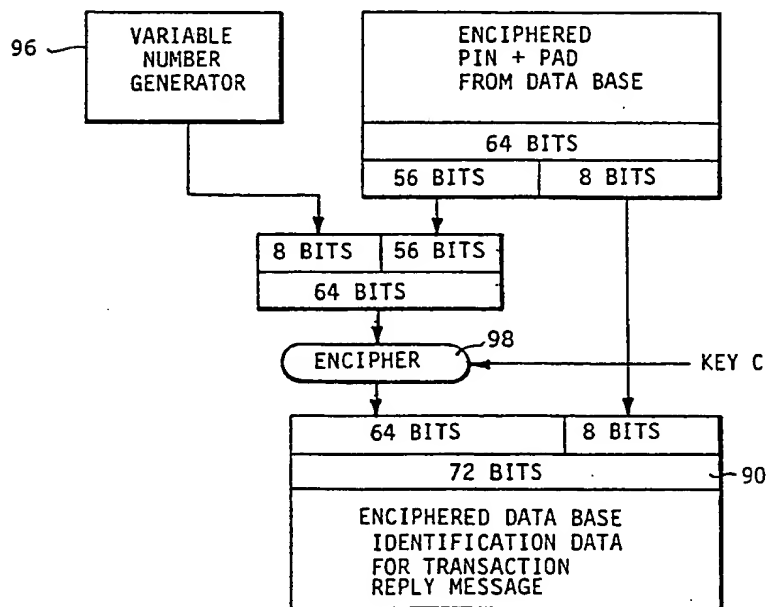 96
VARIABLE
NUMBER
GENERATOR
ENCIPHERED
PIN + PAD
FROM DATA BASE
64 BITS
56 BITS
8 BITS
8 BITS
56 BITS
64 BITS
98
ENCIPHER
KEY C
64 BITS
8 BITS
72 BITS
90
ENCIPHERED DATA BASE
IDENTIFICATION DATA
FOR TRANSACTION
REPLY MESSAGE